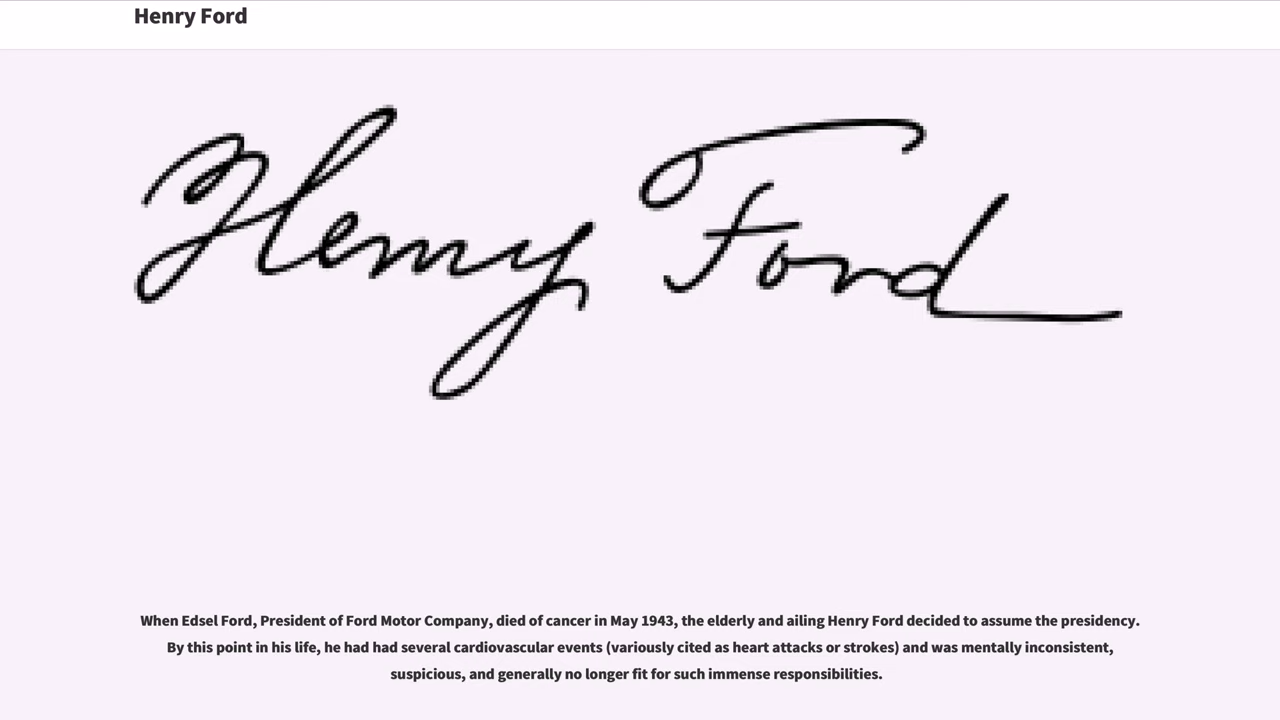 Henry Ford
Henry Ford
When Edsel Ford, President of Ford Motor Company, died of cancer in May 1943, the elderly and ailing Henry Ford decided to assume the presidency.
By this point in his life, he had had several cardiovascular events (variously cited as heart attacks or strokes) and was mentally inconsistent,
suspicious, and generally no longer fit for such immense responsibilities.